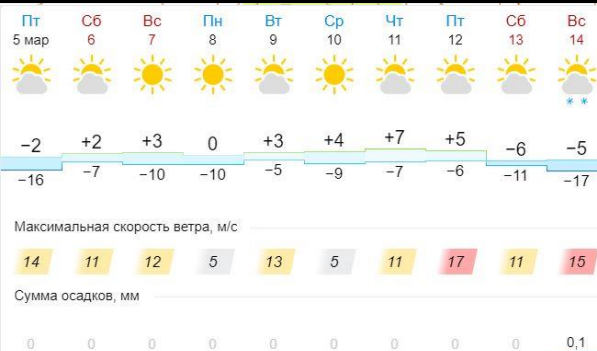 Пт Сб Вс Пн Вт Ср Чт Пт Сб Вс
5 мар 6 7 8 9 10 11 12 13 14
−2 +2 +3 0 +3 +4 +7 +5 −6 −5
−16 −7 −10 −10 −5 −9 −7 −6 −11 −17
Максимальная скорость ветра, м/с
14 11 12 5 13 5 11 17 11 15
Сумма осадков, мм
0 0 0 0 0 0 0 0 0 0,1